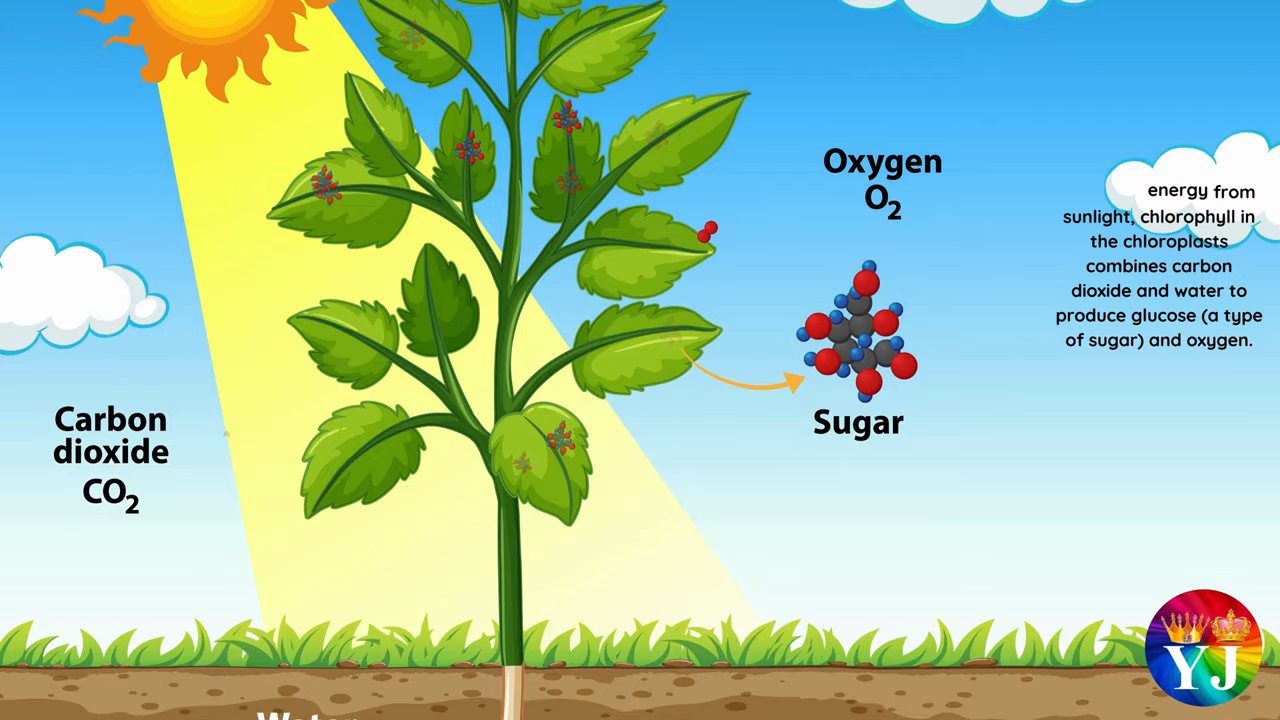 Oxygen
O2
energy from
sunlight, chlorophyll in
the chloroplasts
combines carbon
dioxide and water to
produce glucose (a type
of sugar) and oxygen.
Carbon
dioxide
CO2
Sugar
Water
YJ